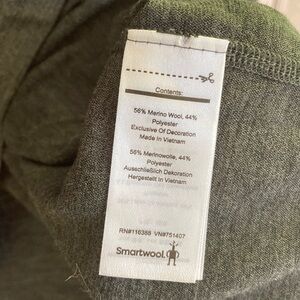 Contents:
56% Merino Wool, 44%
Polyester
Exclusive Of Decoration
Made In Vietnam
56% Merinowolle, 44%
Polyester
Ausschließlich Dekoration
Hergestellt In Vietnam
RN#116388 VN#751407
Smartwool